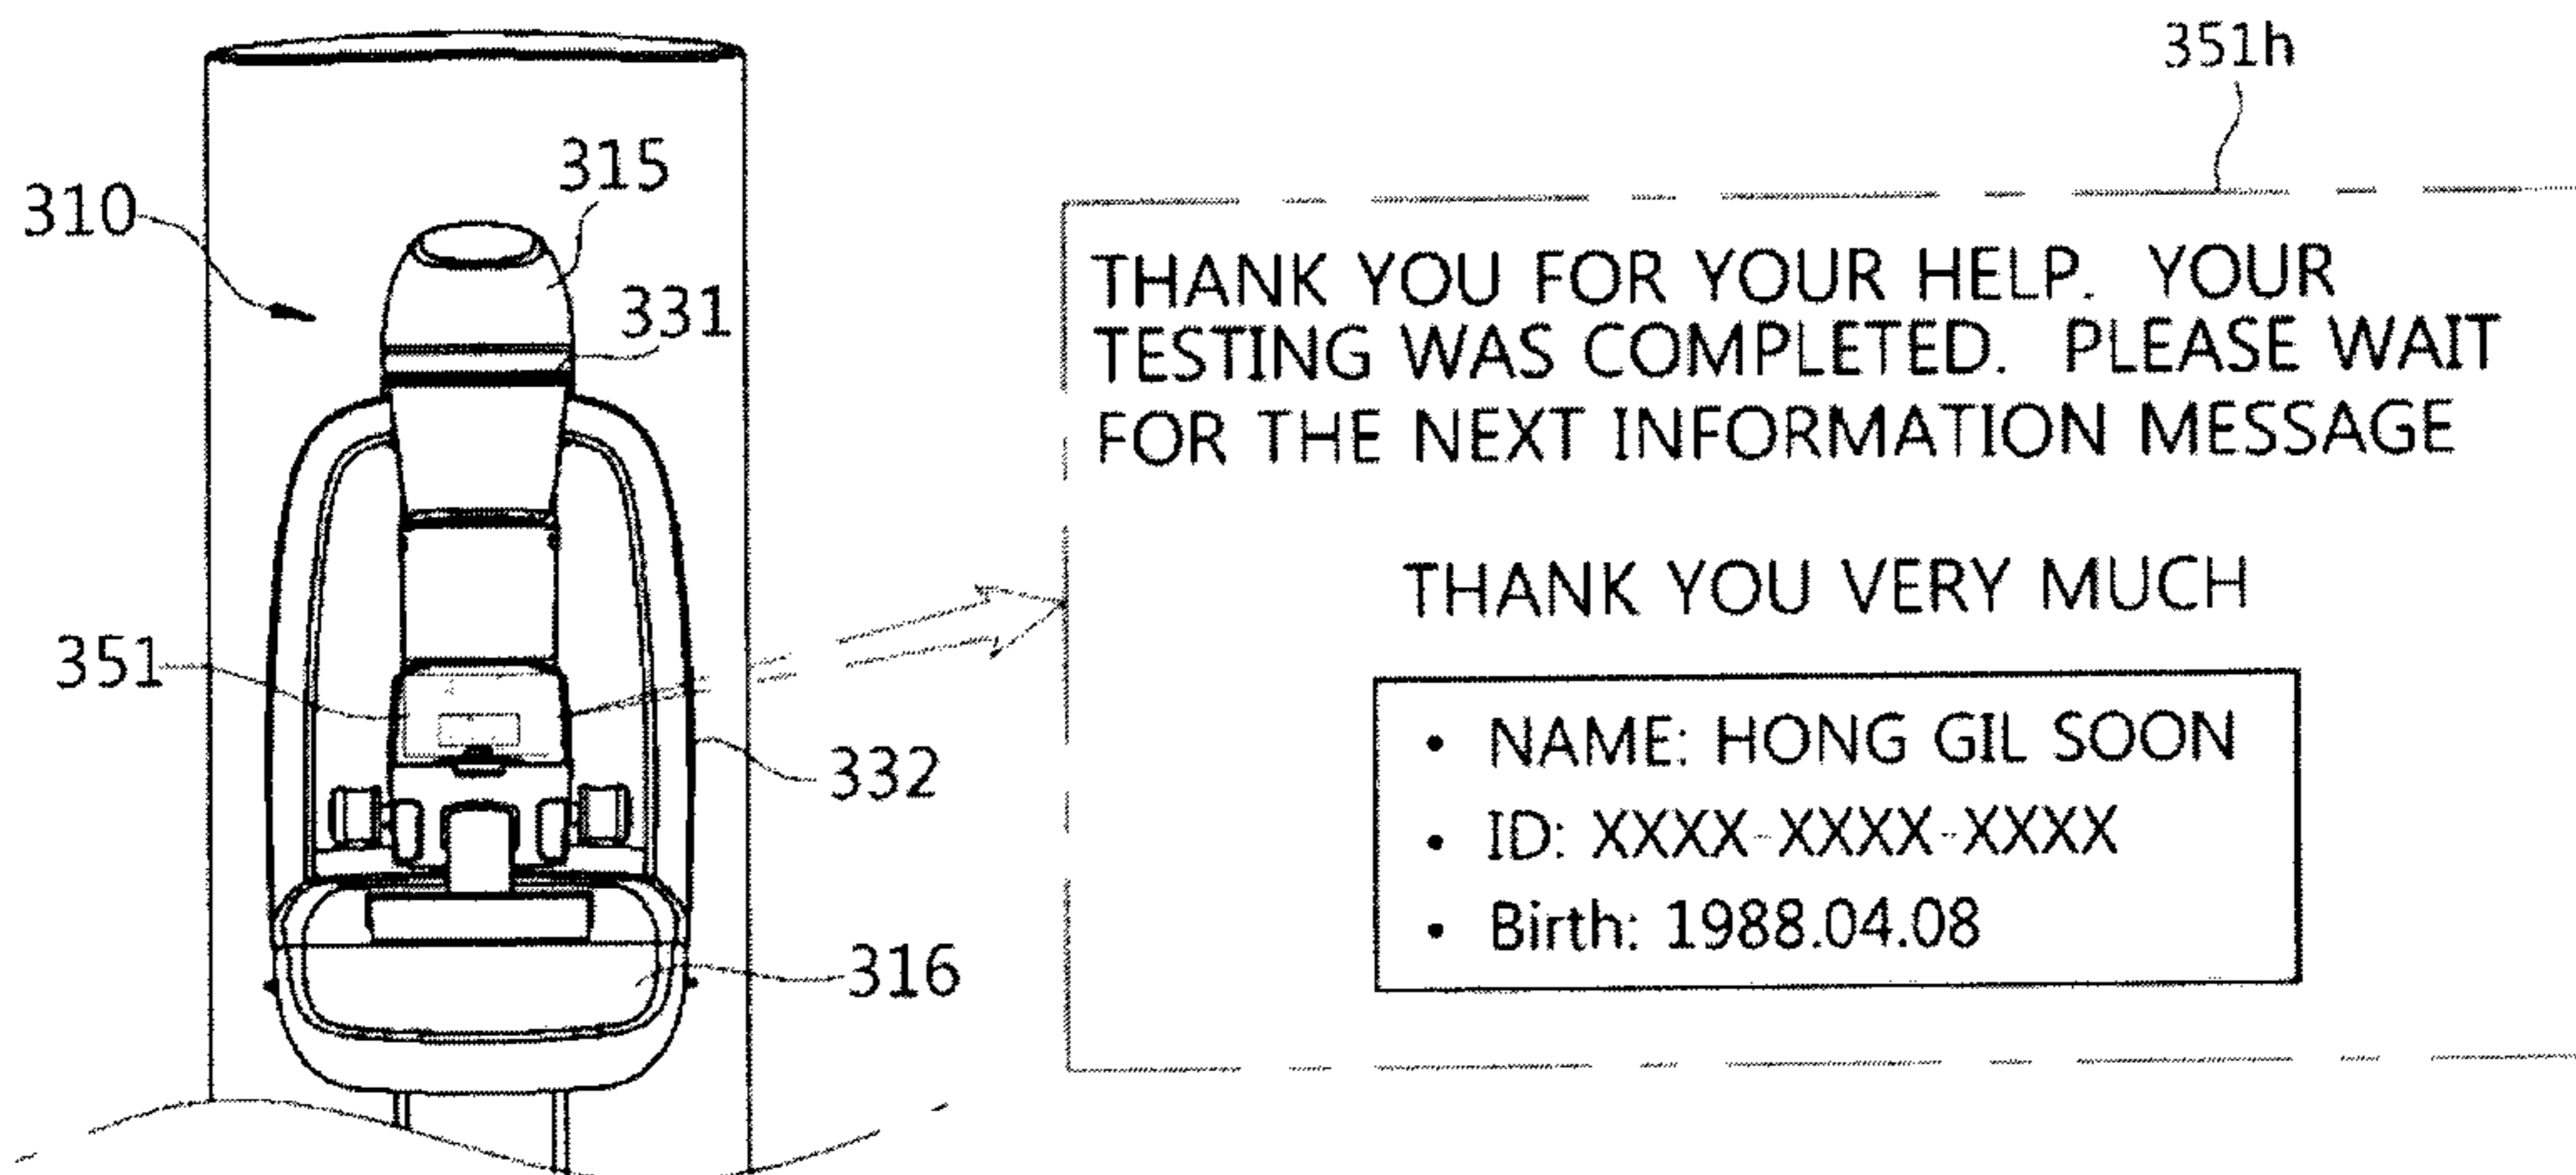 351h
315
310
331
THANK YOU FOR YOUR HELP. YOUR
TESTING WAS COMPLETED. PLEASE WAIT
FOR THE NEXT INFORMATION MESSAGE
THANK YOU VERY MUCH
351
332
• NAME: HONG GIL SOON
• ID: XXXX-XXXX-XXXX
• Birth: 1988.04.08
316